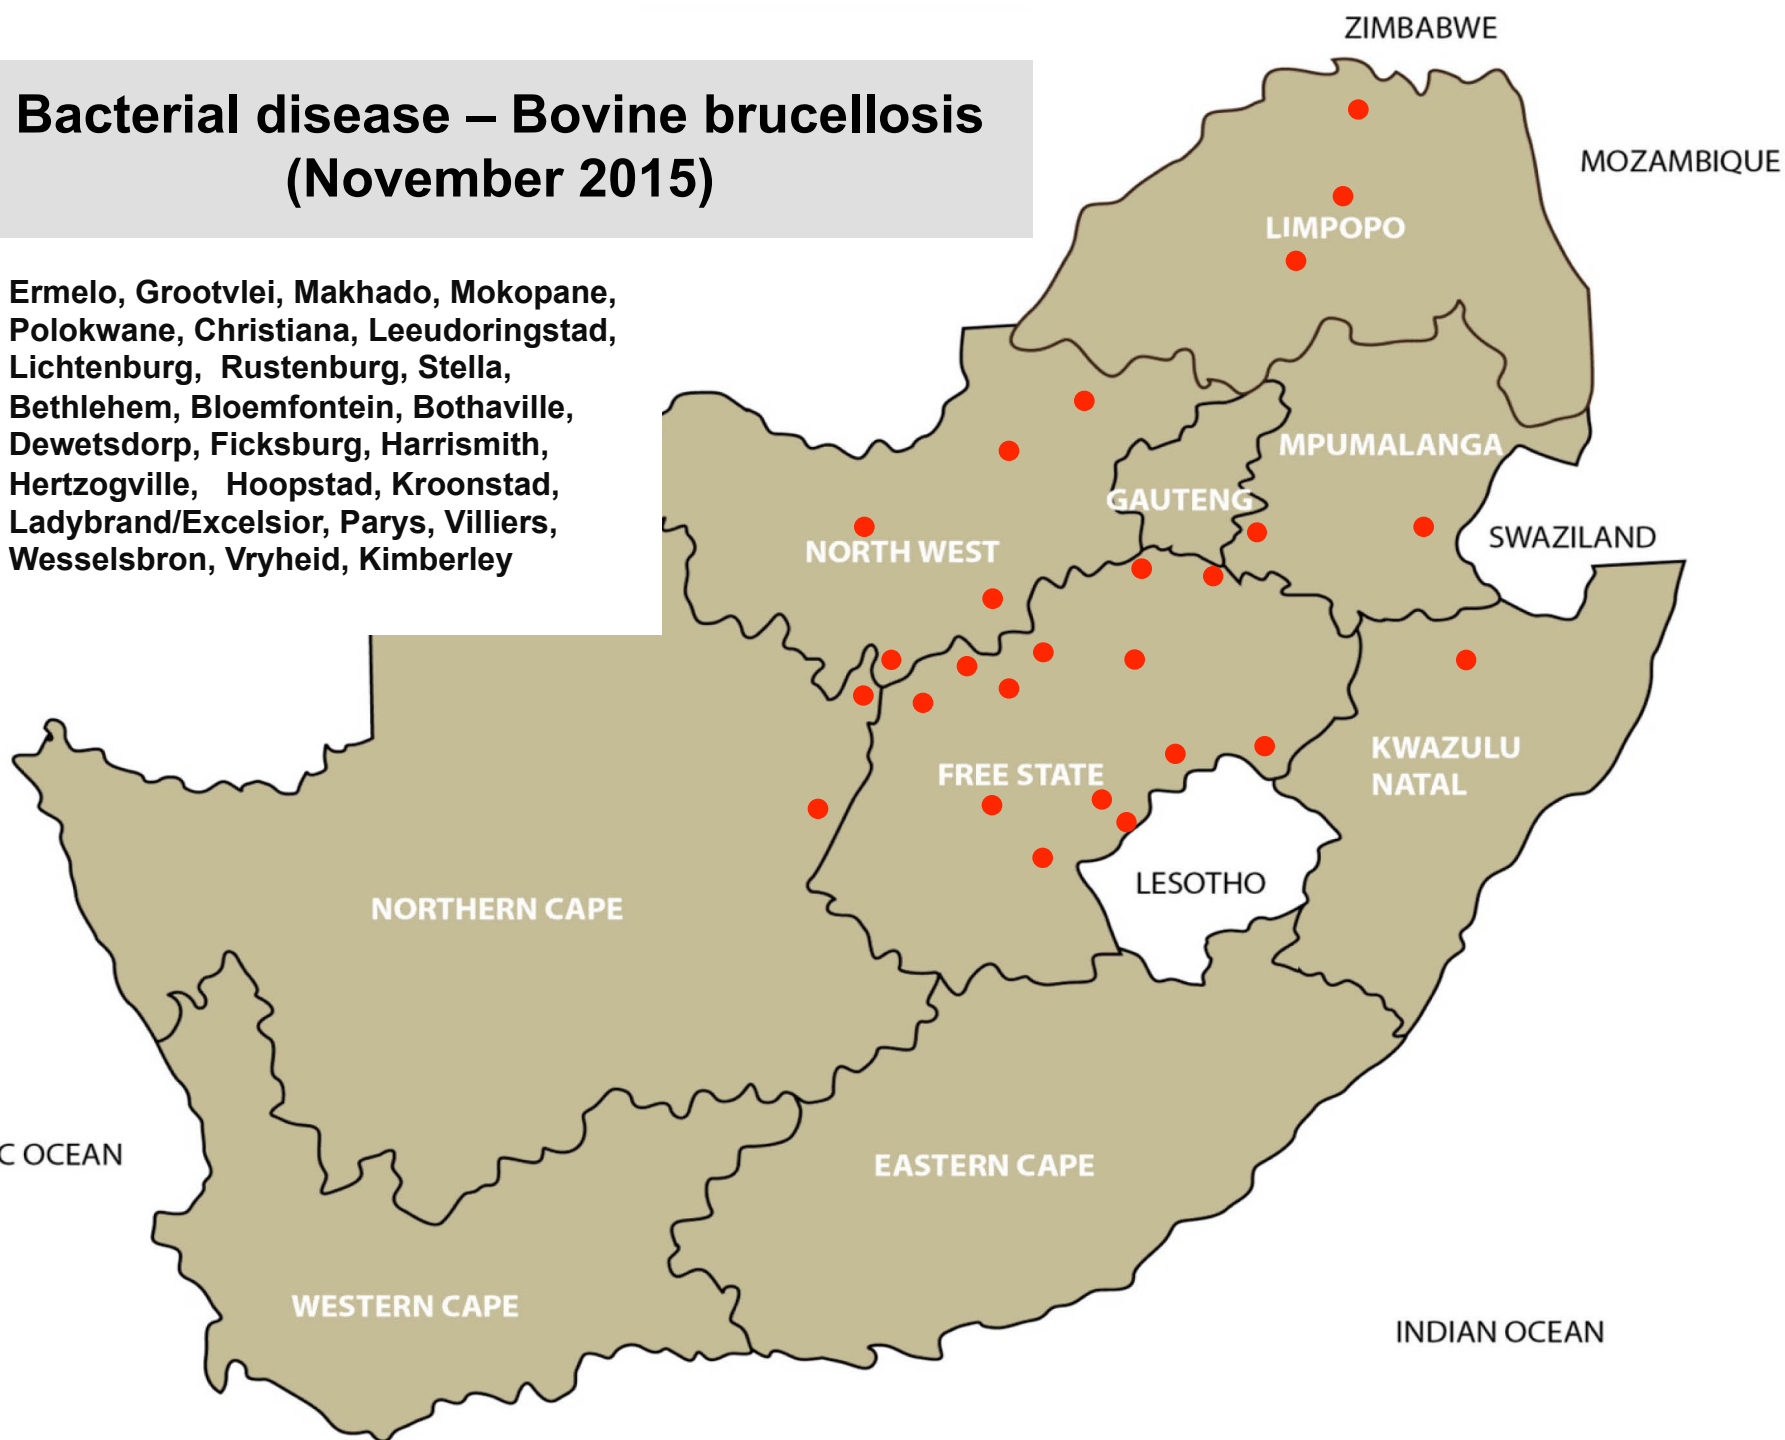 ZIMBABWE
Bacterial disease – Bovine brucellosis
(November 2015)
MOZAMBIQUE
LIMPOPO
Ermelo, Grootvlei, Makhado, Mokopane,
Polokwane, Christiana, Leeudoringstad,
Lichtenburg, Rustenburg, Stella,
Bethlehem, Bloemfontein, Bothaville,
Dewetsdorp, Ficksburg, Harrismith,
Hertzogville, Hoopstad, Kroonstad,
Ladybrand/Excelsior, Parys, Villiers,
Wesselsbron, Vryheid, Kimberley
MPUMALANGA
GAUTENG
SWAZILAND
NORTH WEST
KWAZULU
NATAL
FREE STATE
LESOTHO
NORTHERN CAPE
C OCEAN
EASTERN CAPE
WESTERN CAPE
INDIAN OCEAN